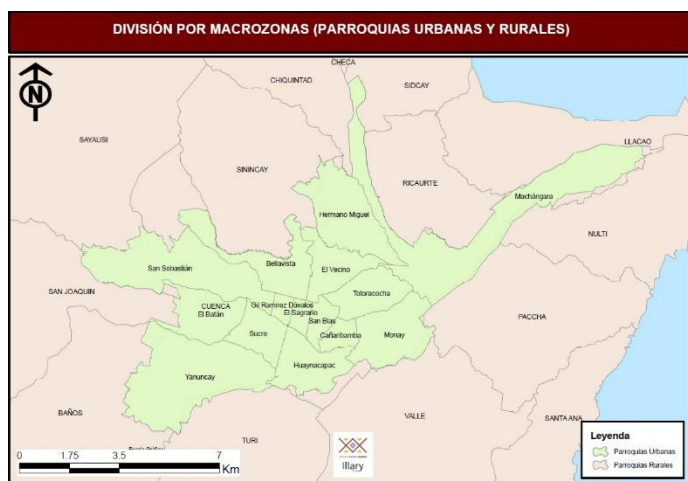 DIVISIÓN POR MACROZONAS (PARROQUIAS URBANAS Y RURALES)
N
CHECA
CHIQUINTAD
SIDCAY
SAYAUSI
SININCAY
LLACAO
RICAURTE
Machángara
Hermano Miguel
NULTI
Bellavista
San Sebastián
El Vecino
SAN JOAQUIN
Totoracocha
CUENCA
El Batán
Gil Ramírez Dávalos
El Sagrario
San Blas
PACCHA
Sucre
Cañaribamba
Monay
Huaynacapac
Yanuncay
BAÑOS
VALLE
SANTA ANA
TURI
Leyenda
Parroquias Urbanas
Parroquias Rurales
0 1.75 3.5 7
Km
Illary